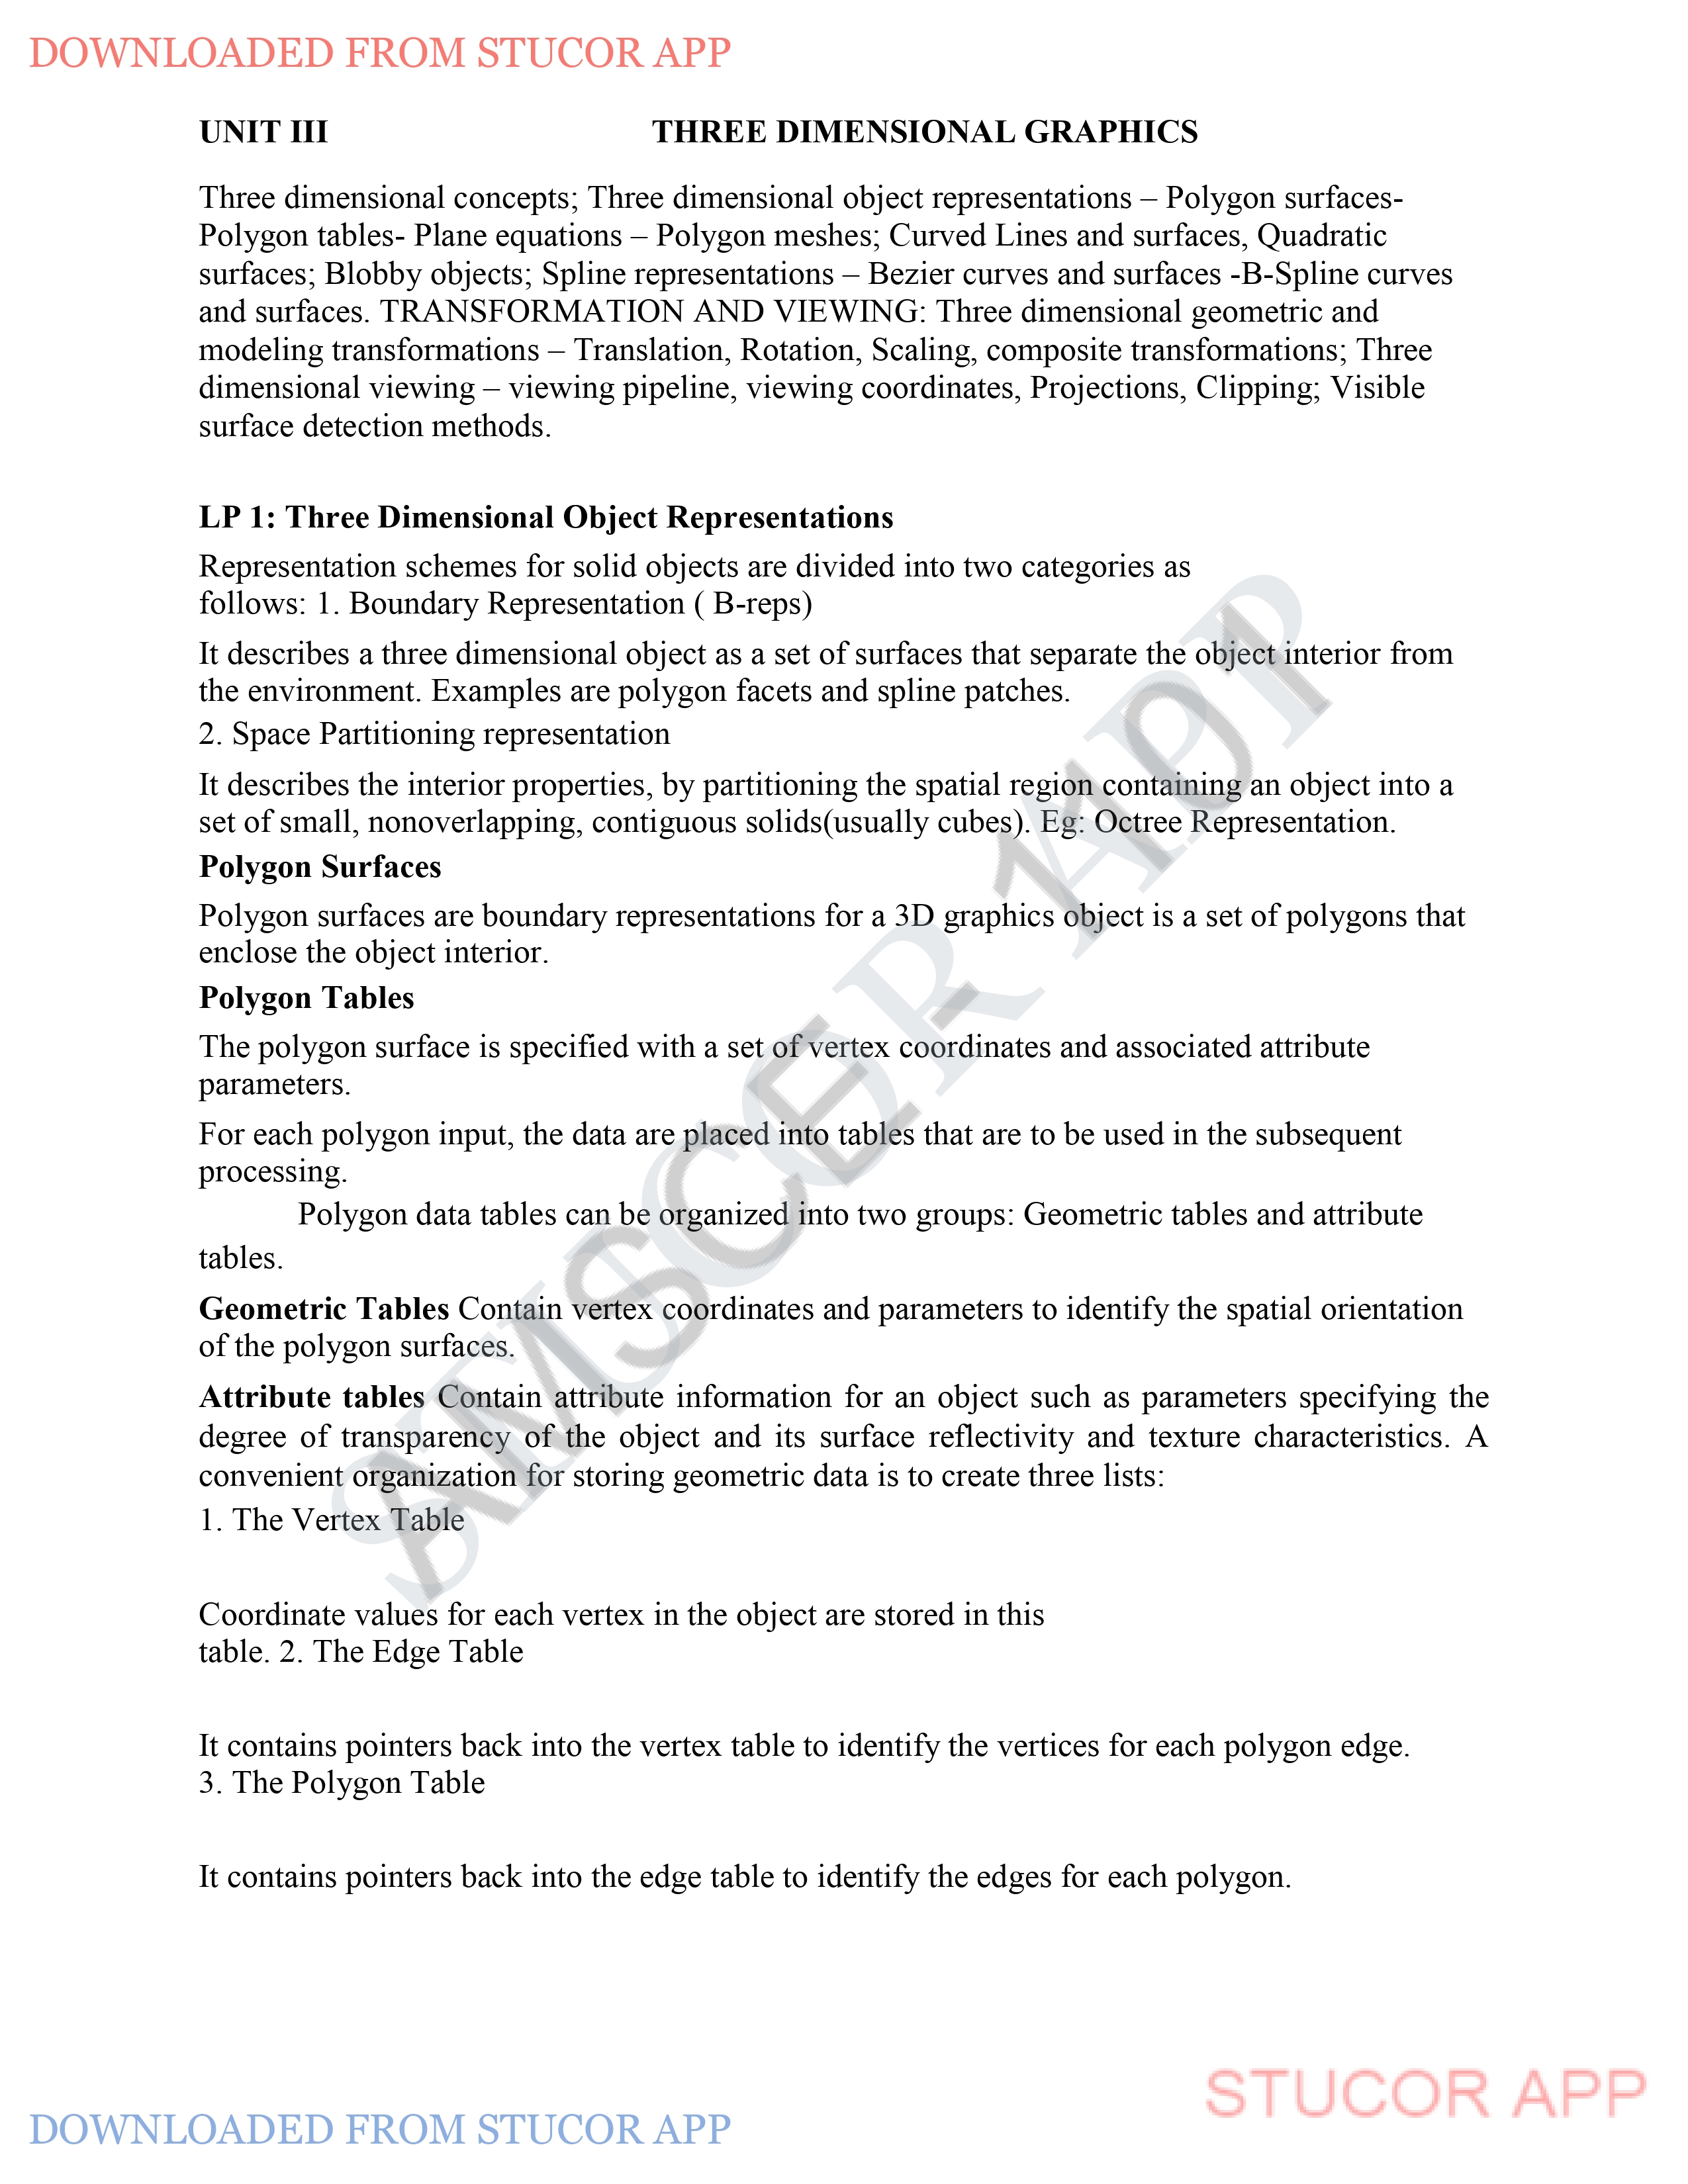 DOWNLOADED FROM STUCOR APP
UNIT III THREE DIMENSIONAL GRAPHICS
Three dimensional concepts; Three dimensional object representations – Polygon surfaces-
Polygon tables- Plane equations – Polygon meshes; Curved Lines and surfaces, Quadratic
surfaces; Blobby objects; Spline representations – Bezier curves and surfaces -B-Spline curves
and surfaces. TRANSFORMATION AND VIEWING: Three dimensional geometric and
modeling transformations – Translation, Rotation, Scaling, composite transformations; Three
dimensional viewing – viewing pipeline, viewing coordinates, Projections, Clipping; Visible
surface detection methods.
LP 1: Three Dimensional Object Representations
Representation schemes for solid objects are divided into two categories as
follows: 1. Boundary Representation ( B-reps)
It describes a three dimensional object as a set of surfaces that separate the object interior from
the environment. Examples are polygon facets and spline patches.
2. Space Partitioning representation
It describes the interior properties, by partitioning the spatial region containing an object into a
set of small, nonoverlapping, contiguous solids(usually cubes). Eg: Octree Representation.
Polygon Surfaces
Polygon surfaces are boundary representations for a 3D graphics object is a set of polygons that
enclose the object interior.
Polygon Tables
The polygon surface is specified with a set of vertex coordinates and associated attribute
parameters.
For each polygon input, the data are placed into tables that are to be used in the subsequent
processing.
Polygon data tables can be organized into two groups: Geometric tables and attribute
tables.
Geometric Tables Contain vertex coordinates and parameters to identify the spatial orientation
of the polygon surfaces.
Attribute tables Contain attribute information for an object such as parameters specifying the
degree of transparency of the object and its surface reflectivity and texture characteristics. A
convenient organization for storing geometric data is to create three lists:
1. The Vertex Table
Coordinate values for each vertex in the object are stored in this
table. 2. The Edge Table
It contains pointers back into the vertex table to identify the vertices for each polygon edge.
3. The Polygon Table
It contains pointers back into the edge table to identify the edges for each polygon.
STUCOR APP
AMSCE- 1101
STUCOR APP
DOWNLOADED FROM STUCOR APP